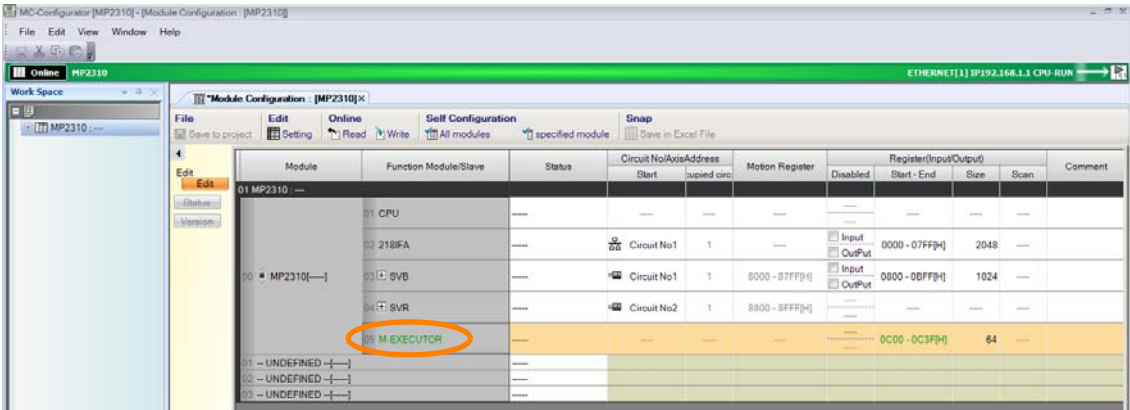 MC-Configurator [MP2310] - [Module Configuration : [MP2310]]
File Edit View Window Help
Online MP2310 ETHERNET[1] IP192.168.1.1 CPU-RUN
Work Space
MP2310 : ---
*Module Configuration : [MP2310]
File Edit Online Self Configuration Snap
Save to project Setting Read Write All modules specified module Save in Excel File
Edit
Edit
Status
Version
Module Function Module/Slave Status Circuit No/AxisAddress Motion Register Register(Input/Output) Comment
Start cupied circ Disabled Start - End Size Scan
01 MP2310 : ---
01 CPU ----- ---- ---- ---- ---- ---- ---- ----
02 218IFA ----- Circuit No1 1 ---- Input OutPut 0000 - 07FF[H] 2048 ----
00 MP2310[----] 03 SVB ----- Circuit No1 1 8000 - 87FF[H] Input OutPut 0800 - 0BFF[H] 1024 ----
04 SVR ----- Circuit No2 1 8800 - 8FFF[H] ---- ---- ---- ----
05 M-EXECUTOR ----- ---- ---- ---- ---- 0C00 - 0C3F[H] 64 ----
01 -- UNDEFINED --[----] -----
02 -- UNDEFINED --[----] -----
03 -- UNDEFINED --[----] -----